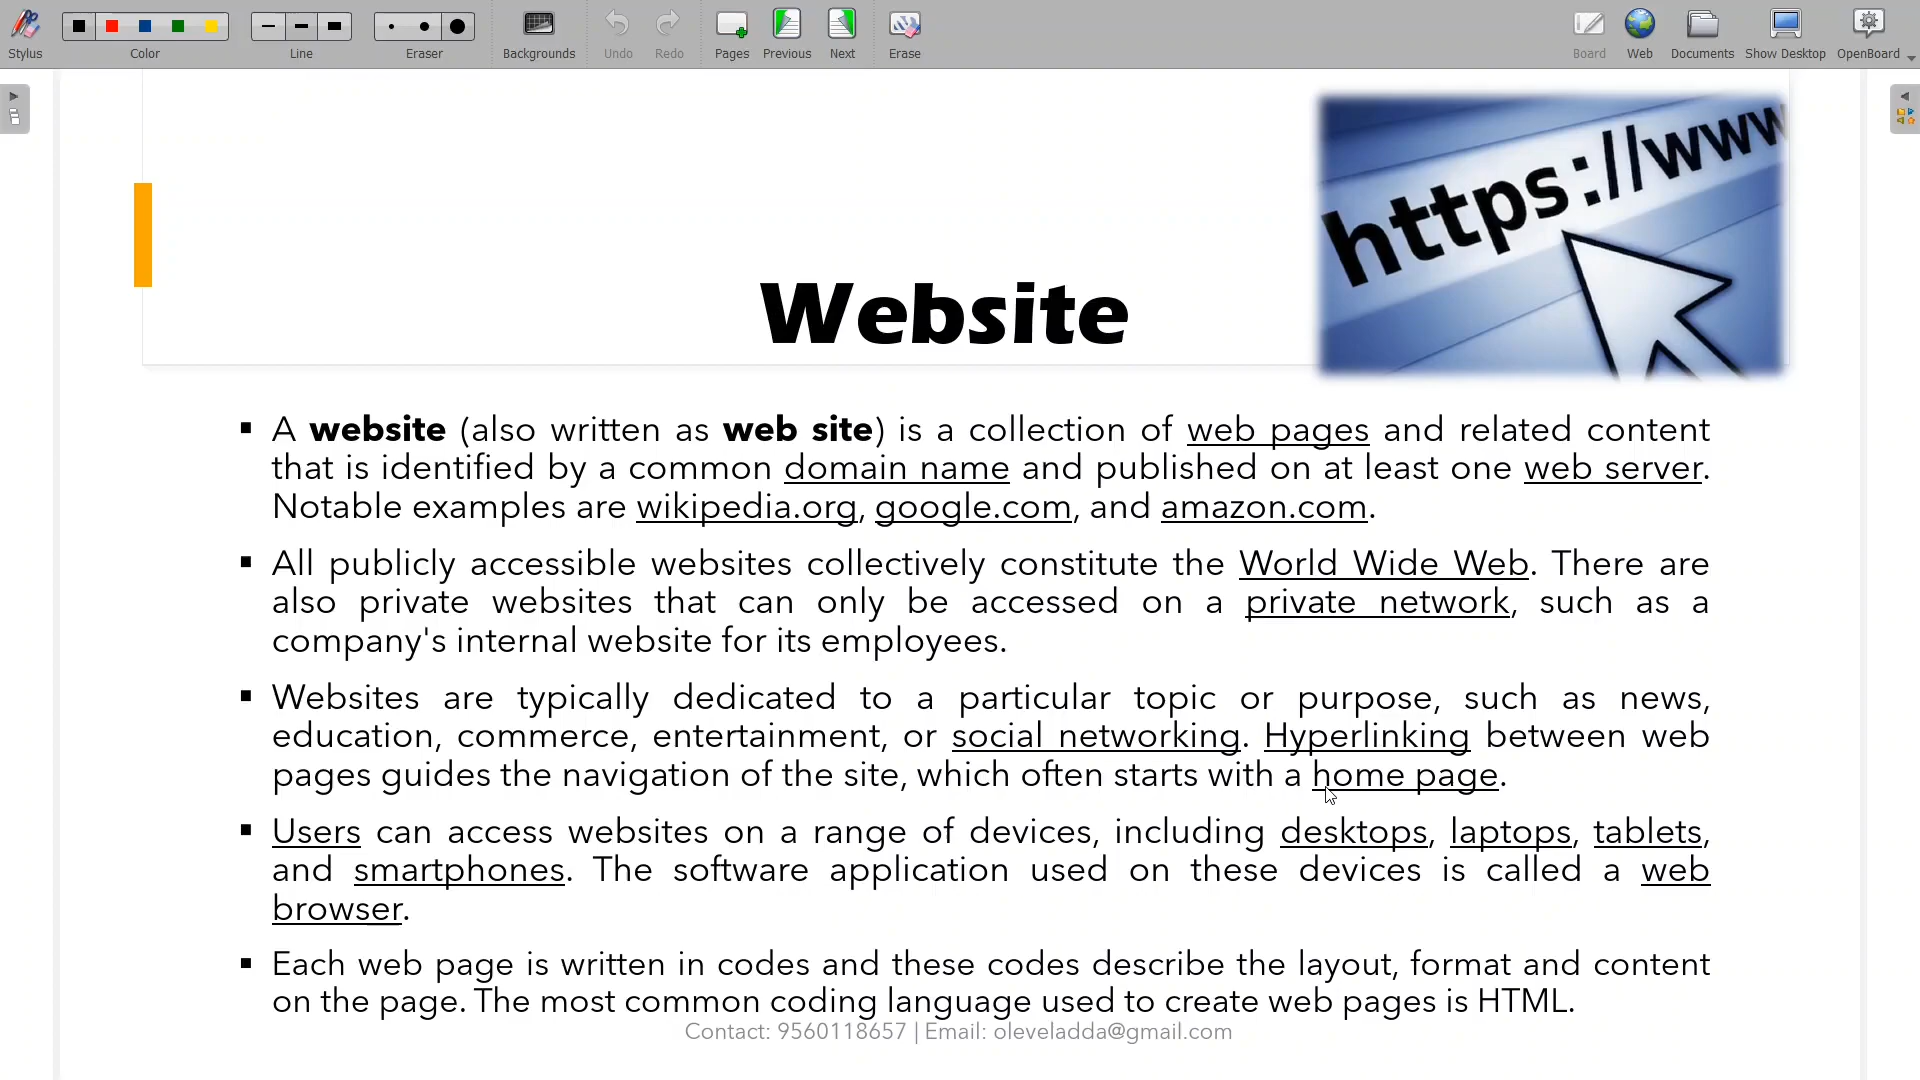 Stylus
Color
Line
Eraser
Backgrounds
Undo
Redo
Pages
Previous
Next
Erase
Board
Web
Documents
Show Desktop
OpenBoard
https://www
Website
▪ A website (also written as web site) is a collection of web pages and related content
that is identified by a common domain name and published on at least one web server.
Notable examples are wikipedia.org, google.com, and amazon.com.
▪ All publicly accessible websites collectively constitute the World Wide Web. There are
also private websites that can only be accessed on a private network, such as a
company's internal website for its employees.
▪ Websites are typically dedicated to a particular topic or purpose, such as news,
education, commerce, entertainment, or social networking. Hyperlinking between web
pages guides the navigation of the site, which often starts with a home page.
▪ Users can access websites on a range of devices, including desktops, laptops, tablets,
and smartphones. The software application used on these devices is called a web
browser.
▪ Each web page is written in codes and these codes describe the layout, format and content
on the page. The most common coding language used to create web pages is HTML.
Contact: 9560118657 | Email: oleveladda@gmail.com